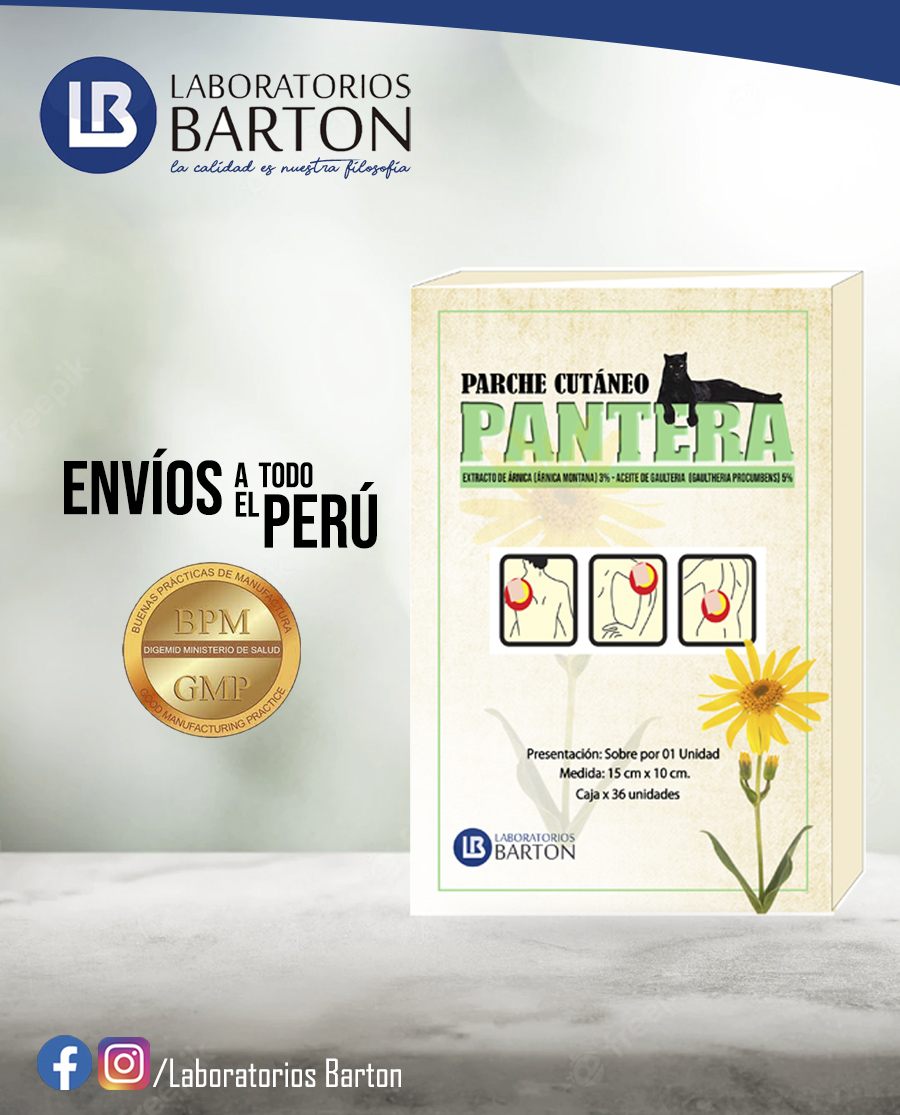 LB
LABORATORIOS
BARTON
la calidad es nuestra filosofía
PARCHE CUTÁNEO
PANTERA
EXTRACTO DE ÁRNICA (ÁRNICA MONTANA) 3% - ACEITE DE GAULTERIA (GAULTHERIA PROCUMBENS) 5%
ENVÍOS A TODO
EL PERÚ
BUENAS PRÁCTICAS DE MANUFACTURA
BPM
DIGEMID MINISTERIO DE SALUD
GMP
GOOD MANUFACTURING PRACTICE
Presentación: Sobre por 01 Unidad
Medida: 15 cm x 10 cm.
Caja x 36 unidades
LB
LABORATORIOS
BARTON
/Laboratorios Barton